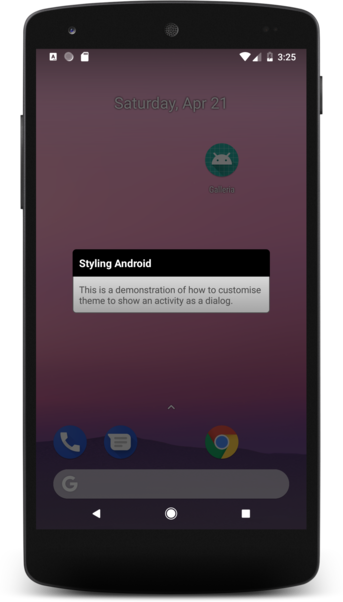 3:25
Saturday, Apr 21
Styling Android
This is a demonstration of how to customise
theme to show an activity as a dialog.
G